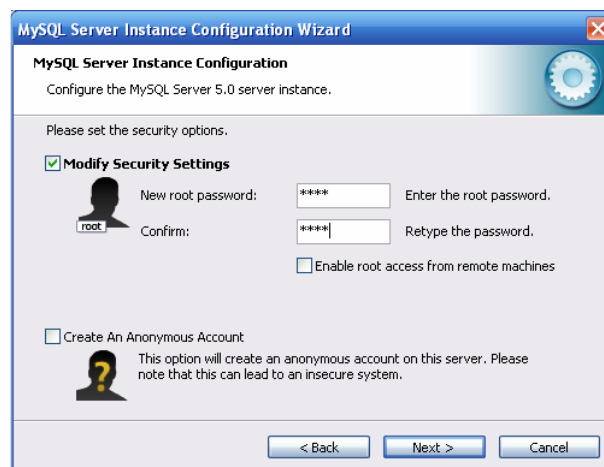 MySQL Server Instance Configuration Wizard
MySQL Server Instance Configuration
Configure the MySQL Server 5.0 server instance.
Please set the security options.
Modify Security Settings
New root password: **** Enter the root password.
root
Confirm: **** Retype the password.
Enable root access from remote machines
Create An Anonymous Account
This option will create an anonymous account on this server. Please
note that this can lead to an insecure system.
< Back Next > Cancel